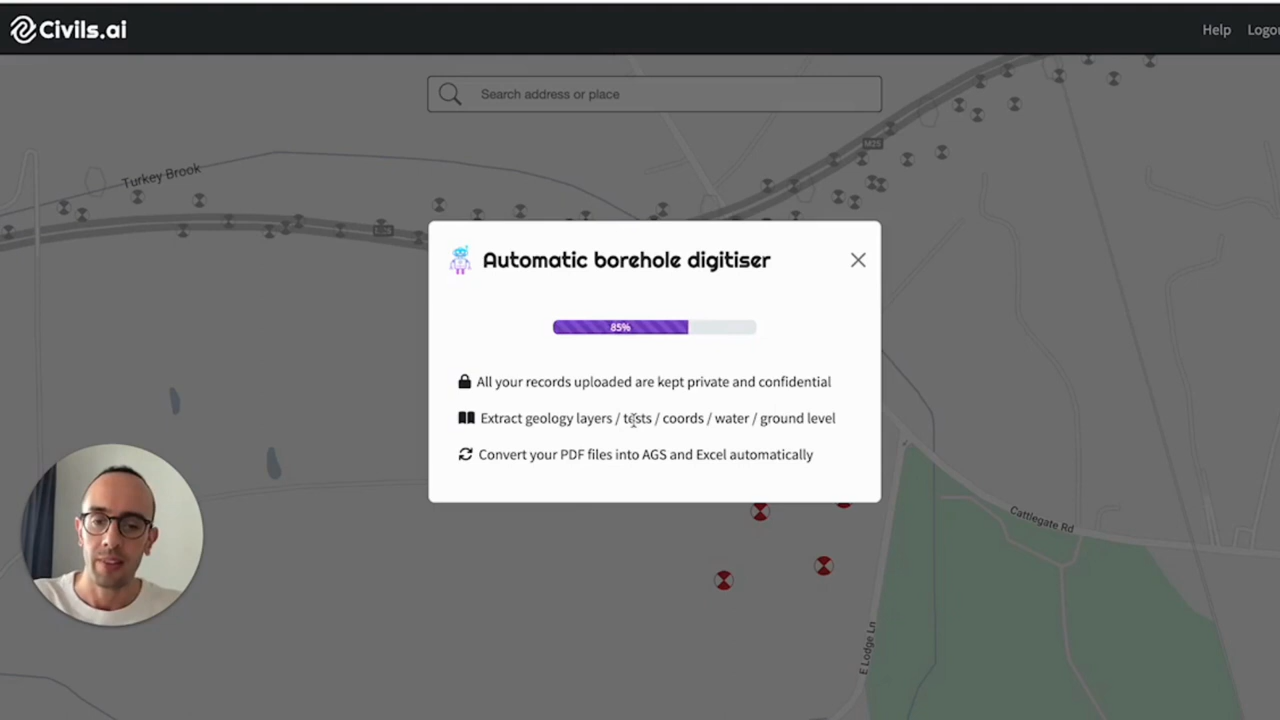 Civils.ai
Help Logou
Search address or place
M25
Turkey Brook
Automatic borehole digitiser
85%
All your records uploaded are kept private and confidential
Extract geology layers / tests / coords / water / ground level
Convert your PDF files into AGS and Excel automatically
Cattlegate Rd
E Lodge Ln